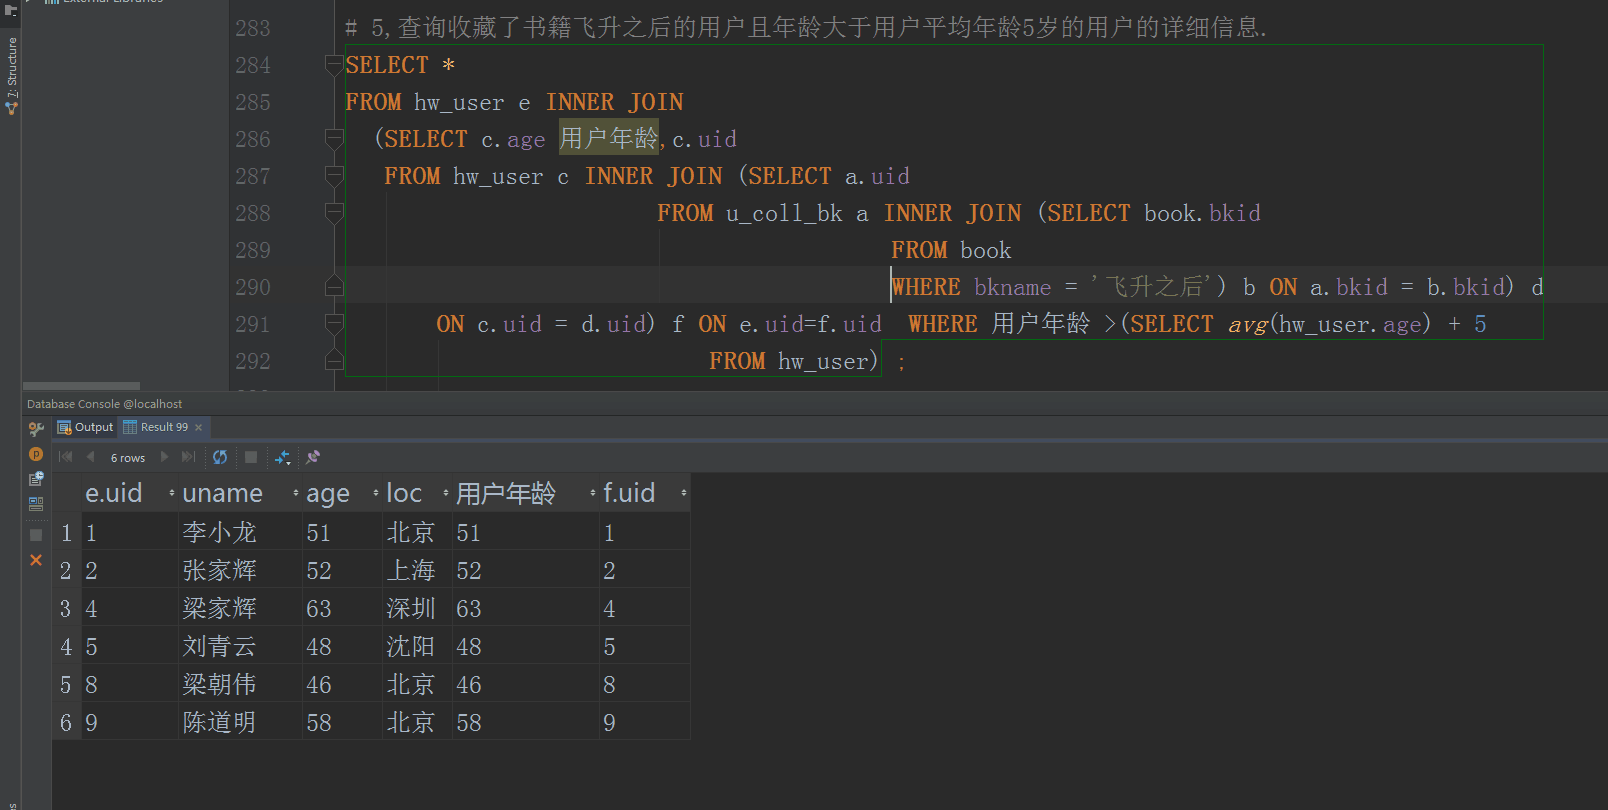 External Libraries
7: Structure
283 # 5,查询收藏了书籍飞升之后的用户且年龄大于用户平均年龄5岁的用户的详细信息.
284 SELECT *
285 FROM hw_user e INNER JOIN
286 (SELECT c.age 用户年龄,c.uid
287 FROM hw_user c INNER JOIN (SELECT a.uid
288 FROM u_coll_bk a INNER JOIN (SELECT book.bkid
289 FROM book
290 WHERE bkname = '飞升之后') b ON a.bkid = b.bkid) d
291 ON c.uid = d.uid) f ON e.uid=f.uid WHERE 用户年龄 >(SELECT avg(hw_user.age) + 5
292 FROM hw_user) ;
Database Console @localhost
Output Result 99
6 rows
e.uid uname age loc 用户年龄 f.uid
1 1 李小龙 51 北京 51 1
2 2 张家辉 52 上海 52 2
3 4 梁家辉 63 深圳 63 4
4 5 刘青云 48 沈阳 48 5
5 8 梁朝伟 46 北京 46 8
6 9 陈道明 58 北京 58 9